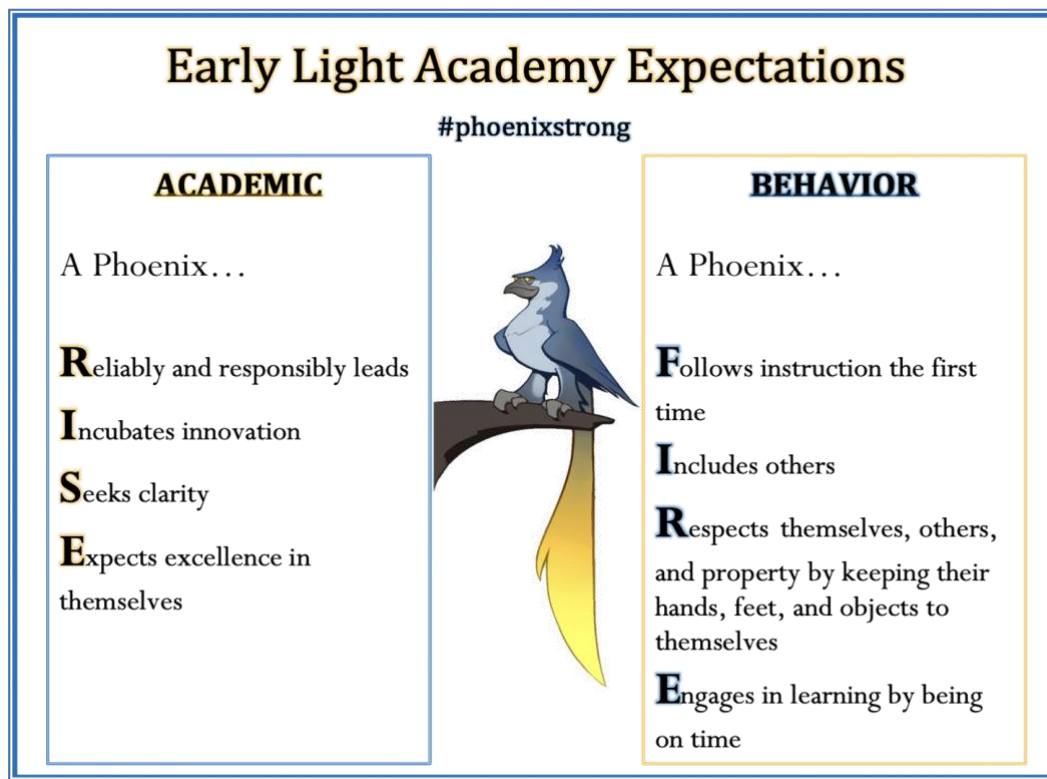 Early Light Academy Expectations
#phoenixstrong
ACADEMIC
A Phoenix...
Reliably and responsibly leads
Incubates innovation
Seeks clarity
Expects excellence in
themselves
BEHAVIOR
A Phoenix...
Follows instruction the first
time
Includes others
Respects themselves, others,
and property by keeping their
hands, feet, and objects to
themselves
Engages in learning by being
on time